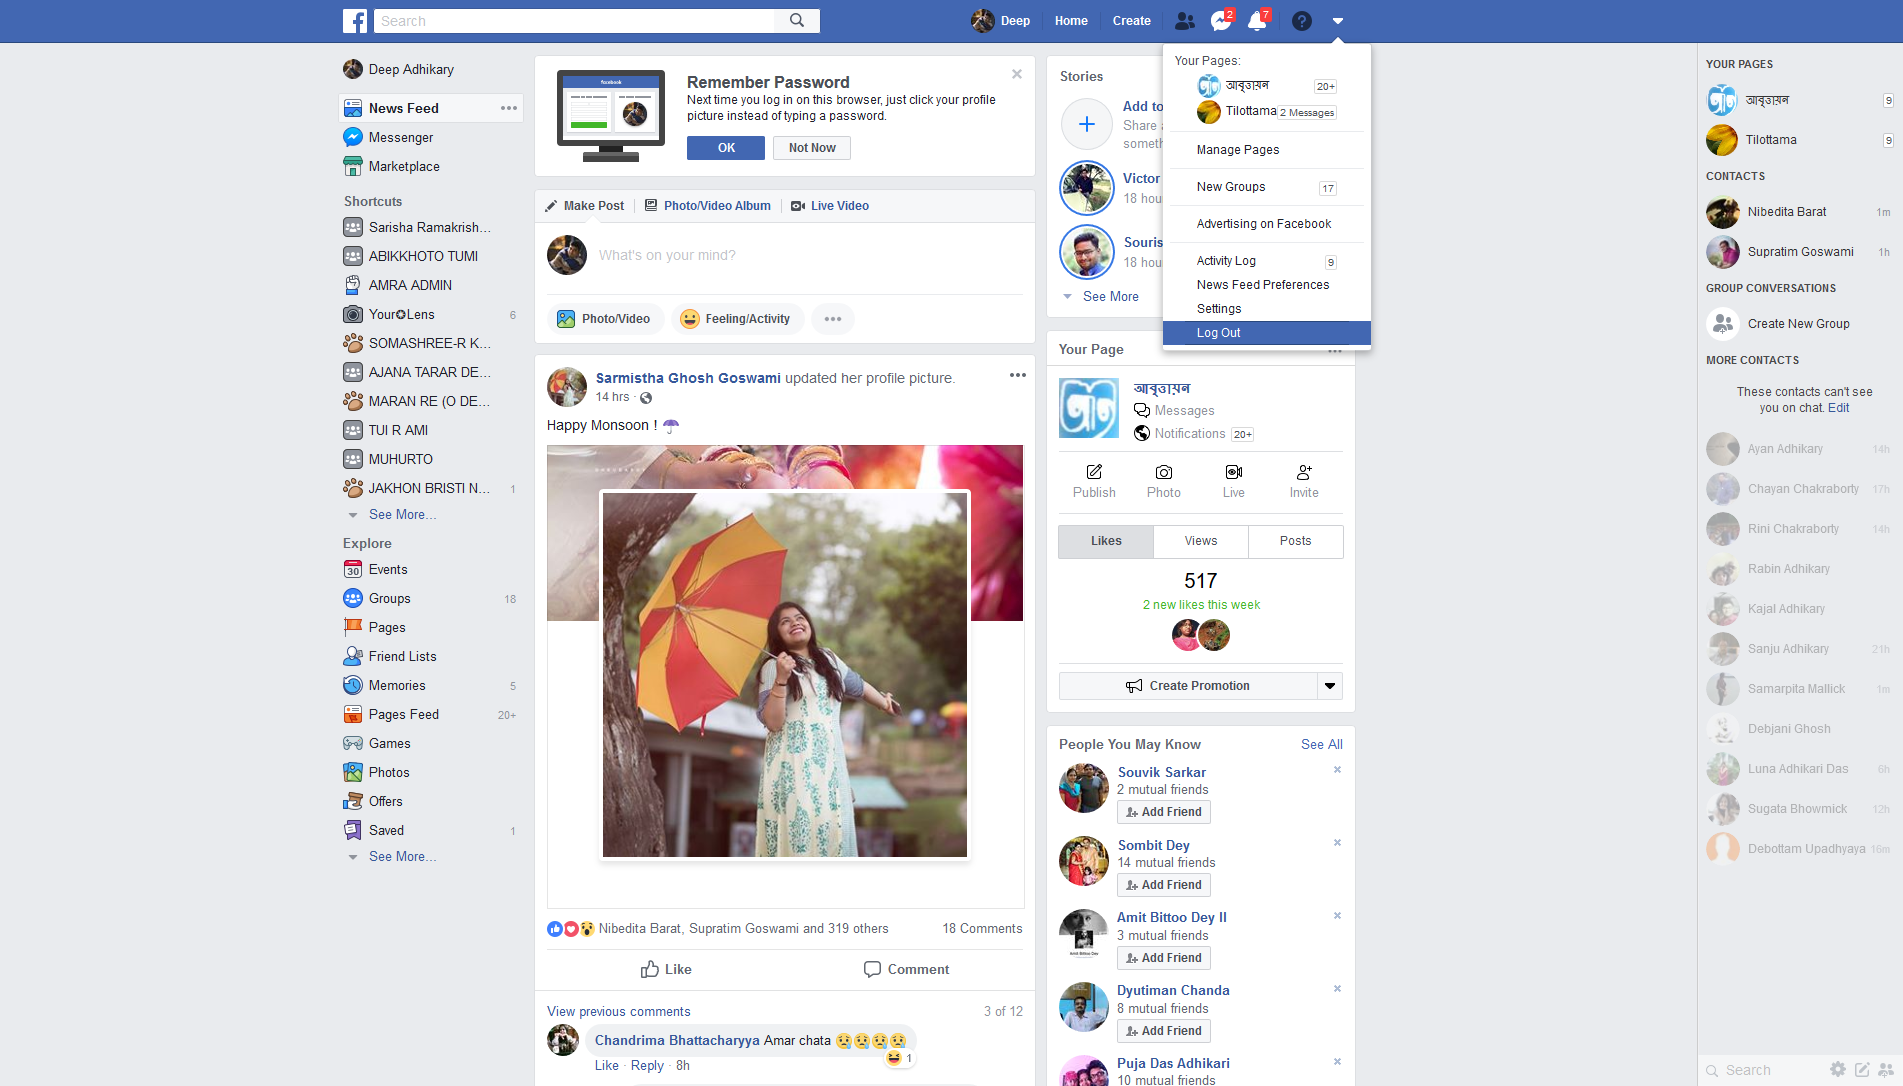 Search
Deep
Home
Create
2
7
Deep Adhikary
News Feed
Messenger
Marketplace
Shortcuts
Sarisha Ramakrish...
ABIKKHOTO TUMI
AMRA ADMIN
Your✪Lens 6
SOMASHREE-R K...
AJANA TARAR DE...
MARAN RE (O DE...
TUI R AMI
MUHURTO
JAKHON BRISTI N... 1
See More...
Explore
Events
Groups 18
Pages
Friend Lists
Memories 5
Pages Feed 20+
Games
Photos
Offers
Saved 1
See More...
facebook
Remember Password
Next time you log in on this browser, just click your profile
picture instead of typing a password.
OK Not Now
Make Post Photo/Video Album Live Video
What's on your mind?
Photo/Video Feeling/Activity
Sarmistha Ghosh Goswami updated her profile picture.
14 hrs ·
Happy Monsoon ! ☂
Nibedita Barat, Supratim Goswami and 319 others 18 Comments
Like Comment
View previous comments 3 of 12
Chandrima Bhattacharyya Amar chata 😢😢😢😢
1
Like · Reply · 8h
Stories
Add to
Share a
someth
Victor
18 hou
Souris
18 hou
See More
Your Pages:
আবৃত্তায়ন 20+
Tilottama 2 Messages
Manage Pages
New Groups 17
Advertising on Facebook
Activity Log 9
News Feed Preferences
Settings
Log Out
Your Page
আবৃত্তায়ন
Messages
Notifications 20+
Publish Photo Live Invite
Likes Views Posts
517
2 new likes this week
Create Promotion
People You May Know See All
Souvik Sarkar
2 mutual friends
Add Friend
Sombit Dey
14 mutual friends
Add Friend
Amit Bittoo Dey II
3 mutual friends
Add Friend
Amit Bittoo Dey
Dyutiman Chanda
8 mutual friends
Add Friend
Puja Das Adhikari
10 mutual friends
YOUR PAGES
আবৃত্তায়ন 9
Tilottama 9
CONTACTS
Nibedita Barat 1m
Supratim Goswami 1h
GROUP CONVERSATIONS
Create New Group
MORE CONTACTS
These contacts can't see
you on chat. Edit
Ayan Adhikary 14h
Chayan Chakraborty 17h
Rini Chakraborty 14h
Rabin Adhikary
Kajal Adhikary
Sanju Adhikary 21h
Samarpita Mallick 1m
Debjani Ghosh
Luna Adhikari Das 6h
Sugata Bhowmick 12h
Debottam Upadhyaya 16m
Search